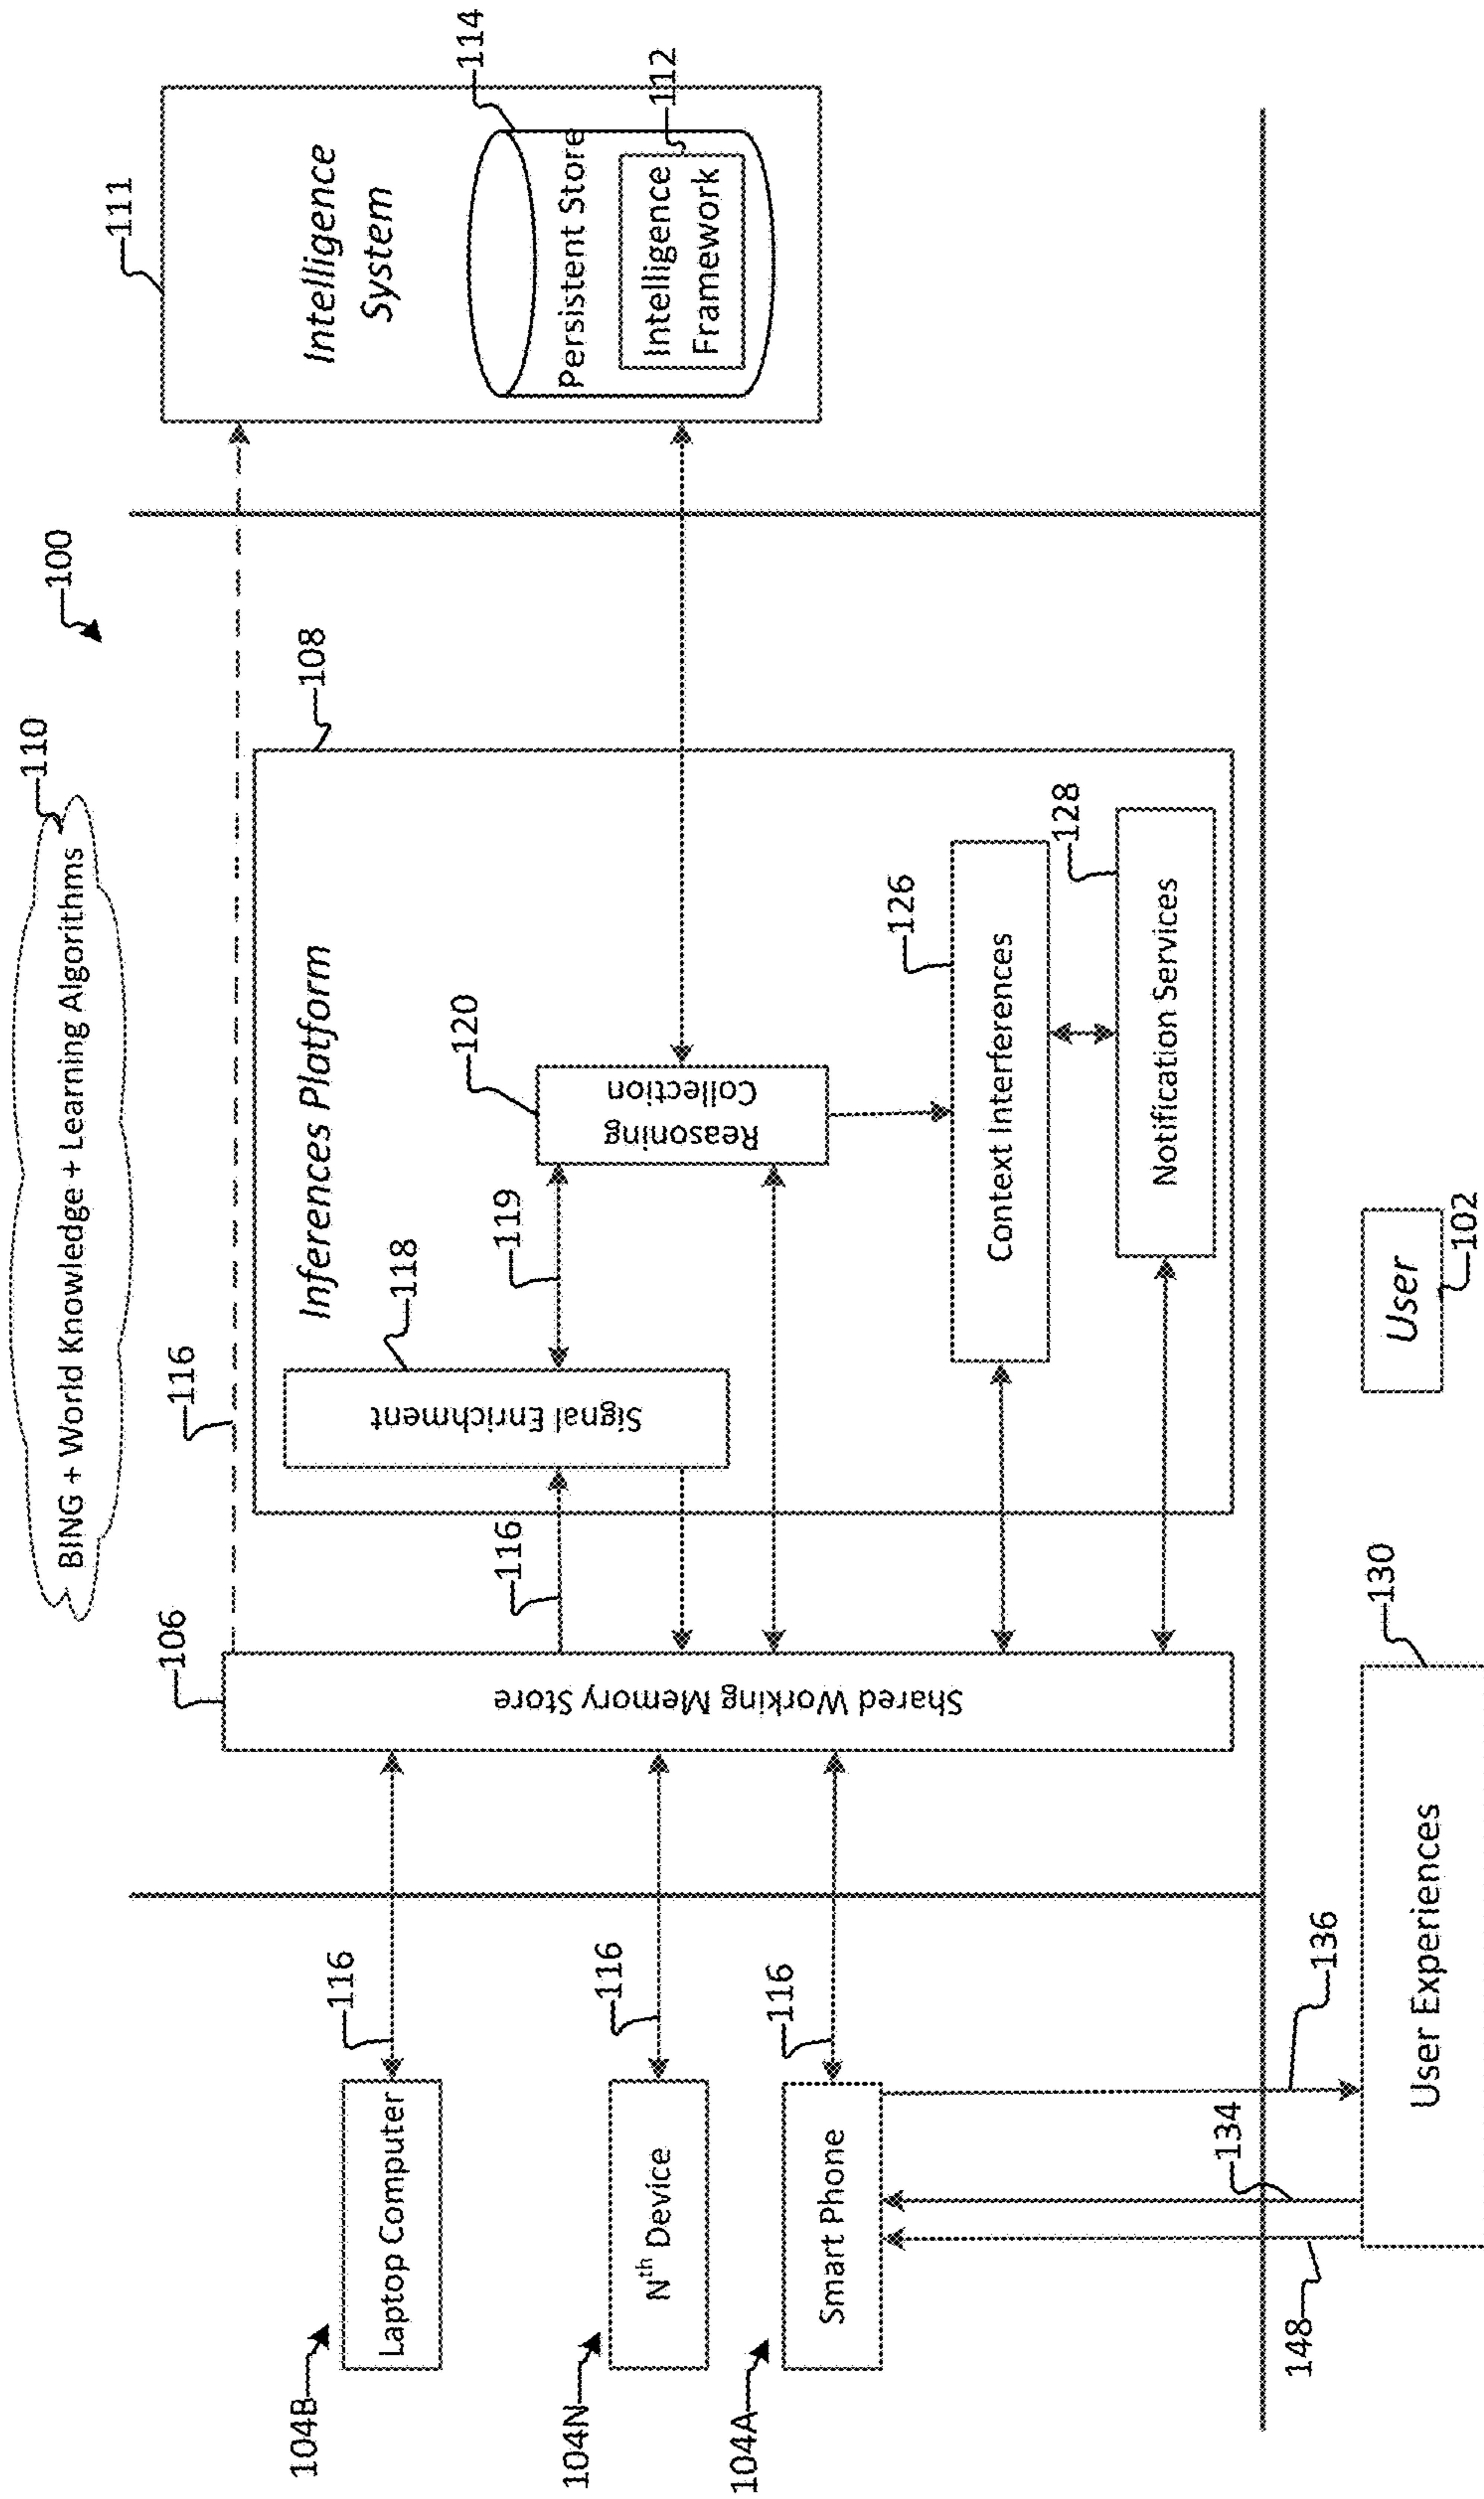 100
BING + World Knowledge + Learning Algorithms
110
104B
Laptop Computer
116
104N
Nth Device
116
104A
Smart Phone
116
106
Shared Working Memory Store
116
116
Inferences Platform
108
118
Signal Enrichment
119
120
Reasoning
Collection
126
Context Interferences
128
Notification Services
111
Intelligence
System
114
Persistent Store
112
Intelligence
Framework
148
134
136
130
User Experiences
User
102